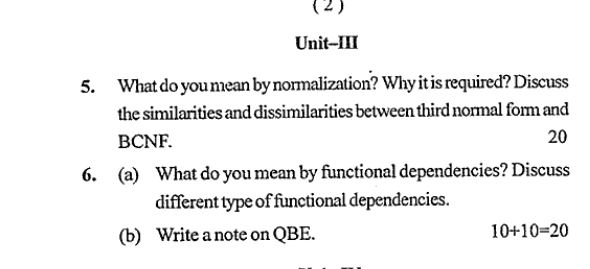 (2)
Unit–III
5. What do you mean by normalization? Why it is required? Discuss
the similarities and dissimilarities between third normal form and
BCNF. 20
6. (a) What do you mean by functional dependencies? Discuss
different type of functional dependencies.
(b) Write a note on QBE. 10+10=20